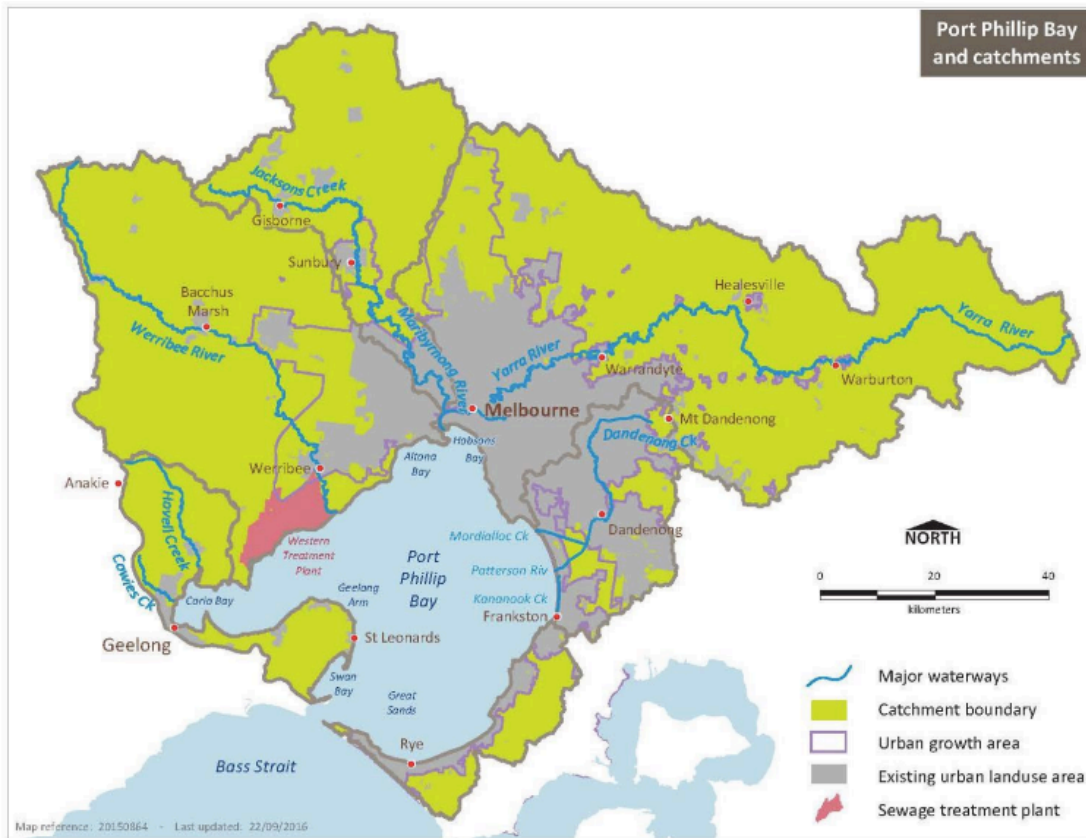 Port Phillip Bay
and catchments
Jacksons Creek
Gisborne
Sunbury
Bacchus
Marsh
Werribee River
Maribyrnong River
Yarra River
Healesville
Yarra River
Warrandyte
Warburton
Melbourne
Mt Dandenong
Dandenong Ck
Hobsons
Bay
Altona
Bay
Werribee
Anakie
Hovell Creek
Cowies Ck
Western
Treatment
Plant
Dandenong
Mordialloc Ck
Patterson Riv
Kananook Ck
Frankston
Port
Phillip
Bay
Geelong
Arm
Corio Bay
Geelong
St Leonards
Swan
Bay
Great
Sands
Rye
Bass Strait
NORTH
0 20 40
kilometers
Major waterways
Catchment boundary
Urban growth area
Existing urban landuse area
Sewage treatment plant
Map reference: 20150864 - Last updated: 22/09/2016